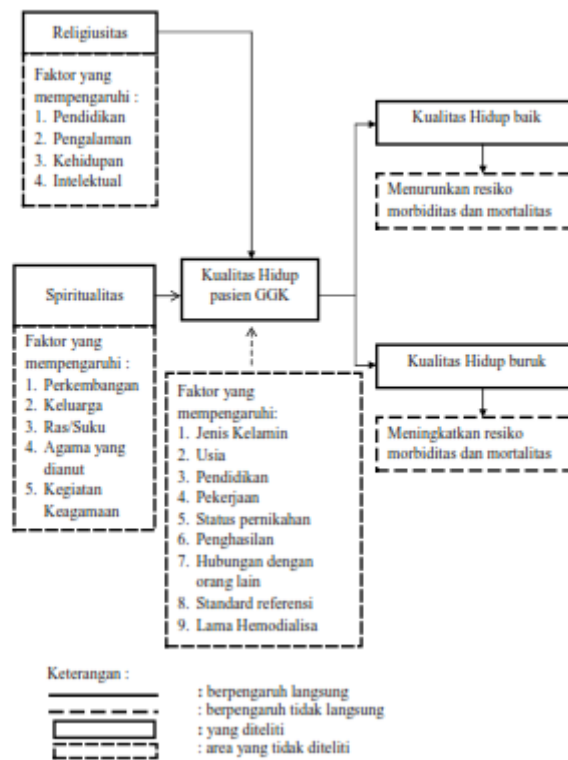 Religiusitas
Faktor yang
mempengaruhi :
1. Pendidikan
2. Pengalaman
3. Kehidupan
4. Intelektual
Spiritualitas
Faktor yang
mempengaruhi :
1. Perkembangan
2. Keluarga
3. Ras/Suku
4. Agama yang
dianut
5. Kegiatan
Keagamaan
Kualitas Hidup
pasien GGK
Faktor yang
mempengaruhi:
1. Jenis Kelamin
2. Usia
3. Pendidikan
4. Pekerjaan
5. Status pernikahan
6. Penghasilan
7. Hubungan dengan
orang lain
8. Standard referensi
9. Lama Hemodialisa
Kualitas Hidup baik
Menurunkan resiko
morbiditas dan mortalitas
Kualitas Hidup buruk
Meningkatkan resiko
morbiditas dan mortalitas
Keterangan :
: berpengaruh langsung
: berpengaruh tidak langsung
: yang diteliti
: area yang tidak diteliti